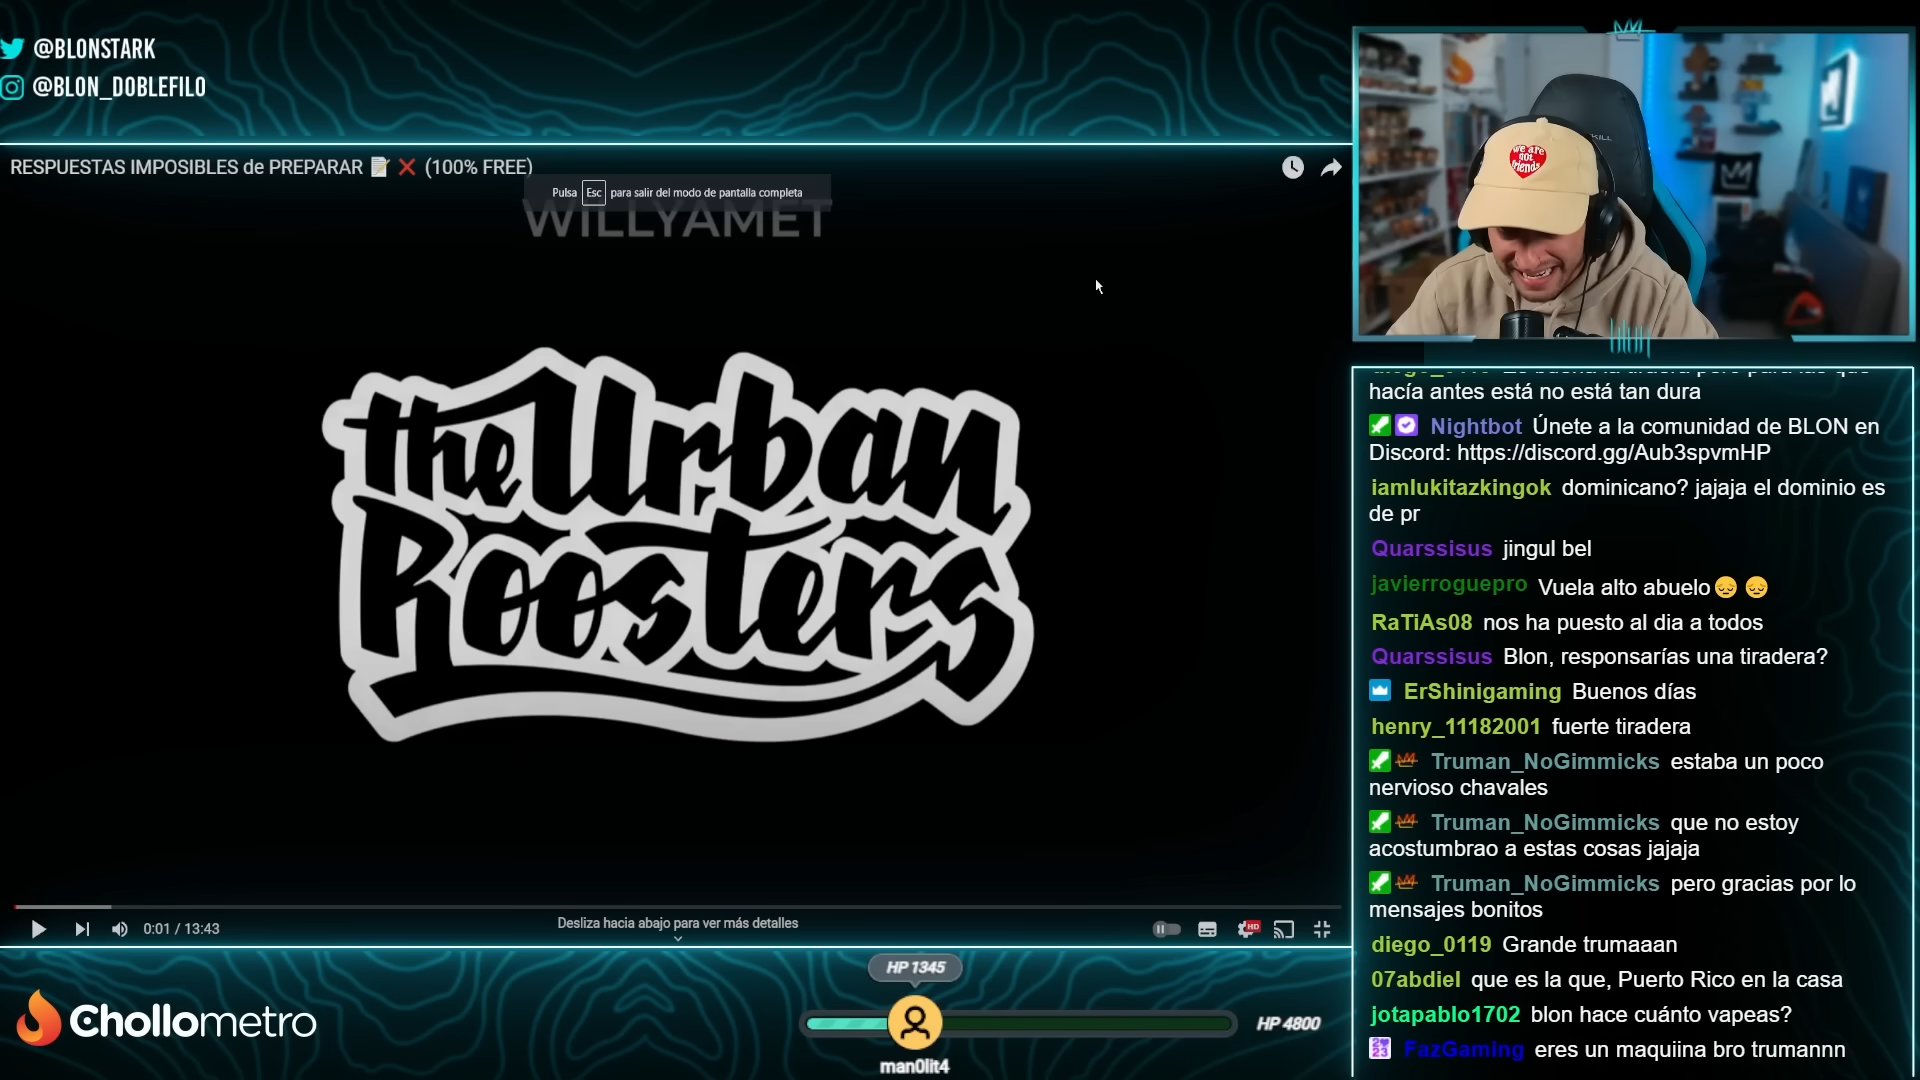 @BLONSTARK
@BLON_DOBLEFILO
RESPUESTAS IMPOSIBLES de PREPARAR 📝 ❌ (100% FREE)
Pulsa Esc para salir del modo de pantalla completa
WILLYAMET
the Urban
Roosters
0:01 / 13:43
Desliza hacia abajo para ver más detalles
HD
Chollometro
HP 1345
HP 4800
man0lit4
we are
not
friends
hacía antes está no está tan dura
Nightbot Únete a la comunidad de BLON en
Discord: https://discord.gg/Aub3spvmHP
iamlukitazkingok dominicano? jajaja el dominio es
de pr
Quarssisus jingul bel
javierroguepro Vuela alto abuelo😔 😔
RaTiAs08 nos ha puesto al dia a todos
Quarssisus Blon, responsarías una tiradera?
ErShinigaming Buenos días
henry_11182001 fuerte tiradera
Truman_NoGimmicks estaba un poco
nervioso chavales
Truman_NoGimmicks que no estoy
acostumbrao a estas cosas jajaja
Truman_NoGimmicks pero gracias por lo
mensajes bonitos
diego_0119 Grande trumaaan
07abdiel que es la que, Puerto Rico en la casa
jotapablo1702 blon hace cuánto vapeas?
FazGaming eres un maquiina bro trumannn